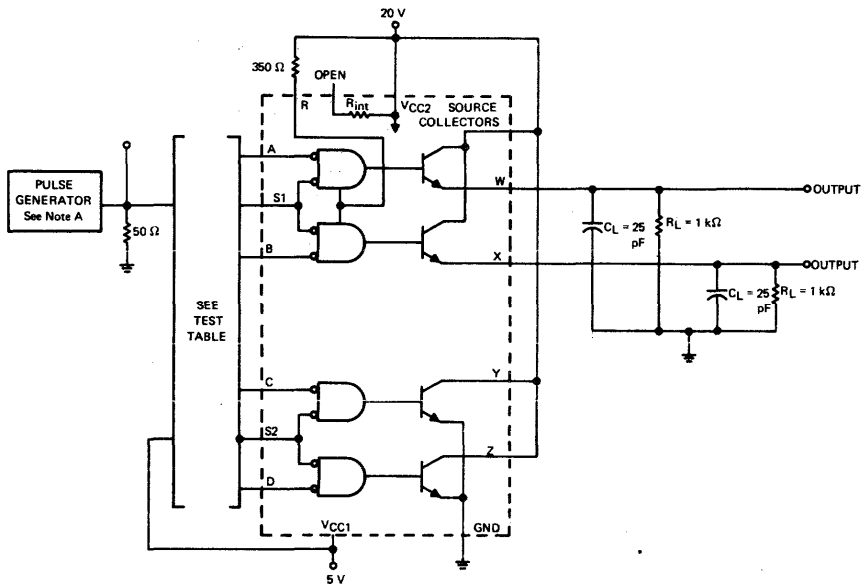 20 V
350 Ω
OPEN
R
Rint
VCC2
SOURCE
COLLECTORS
A
W
OUTPUT
PULSE
GENERATOR
See Note A
50 Ω
S1
CL = 25
pF
RL = 1 kΩ
B
X
OUTPUT
CL = 25
pF
RL = 1 kΩ
SEE
TEST
TABLE
C
Y
S2
Z
D
VCC1
GND
5 V